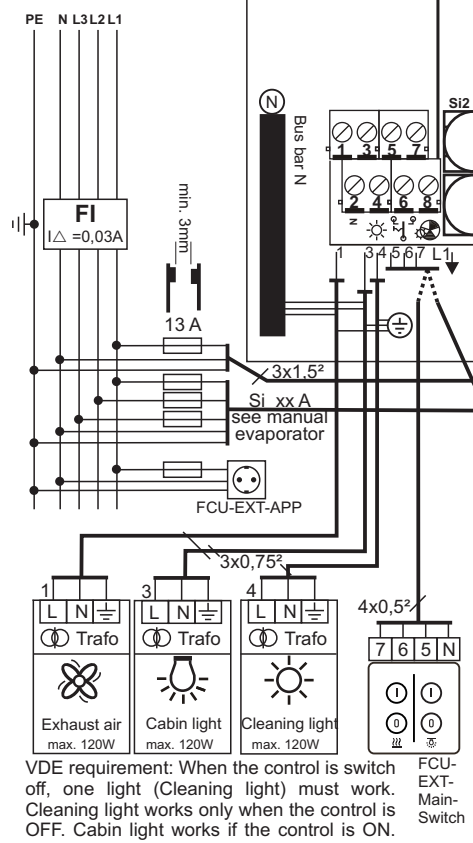 PE N L3 L2 L1
N
Bus bar N
Si2
1 3 5 7
2 4 6 8
N
FI
I△ =0,03A
min. 3mm
1 3 4 5 6 7 L1
13 A
3x1,5²
Si xx A
see manual
evaporator
FCU-EXT-APP
3x0,75²
4x0,5²
1 3 4
L N L N L N
7 6 5 N
Trafo Trafo Trafo
I I
0 0
Exhaust air Cabin light Cleaning light
max. 120W max. 120W max. 120W
FCU-
EXT-
Main-
Switch
VDE requirement: When the control is switch
off, one light (Cleaning light) must work.
Cleaning light works only when the control is
OFF. Cabin light works if the control is ON.